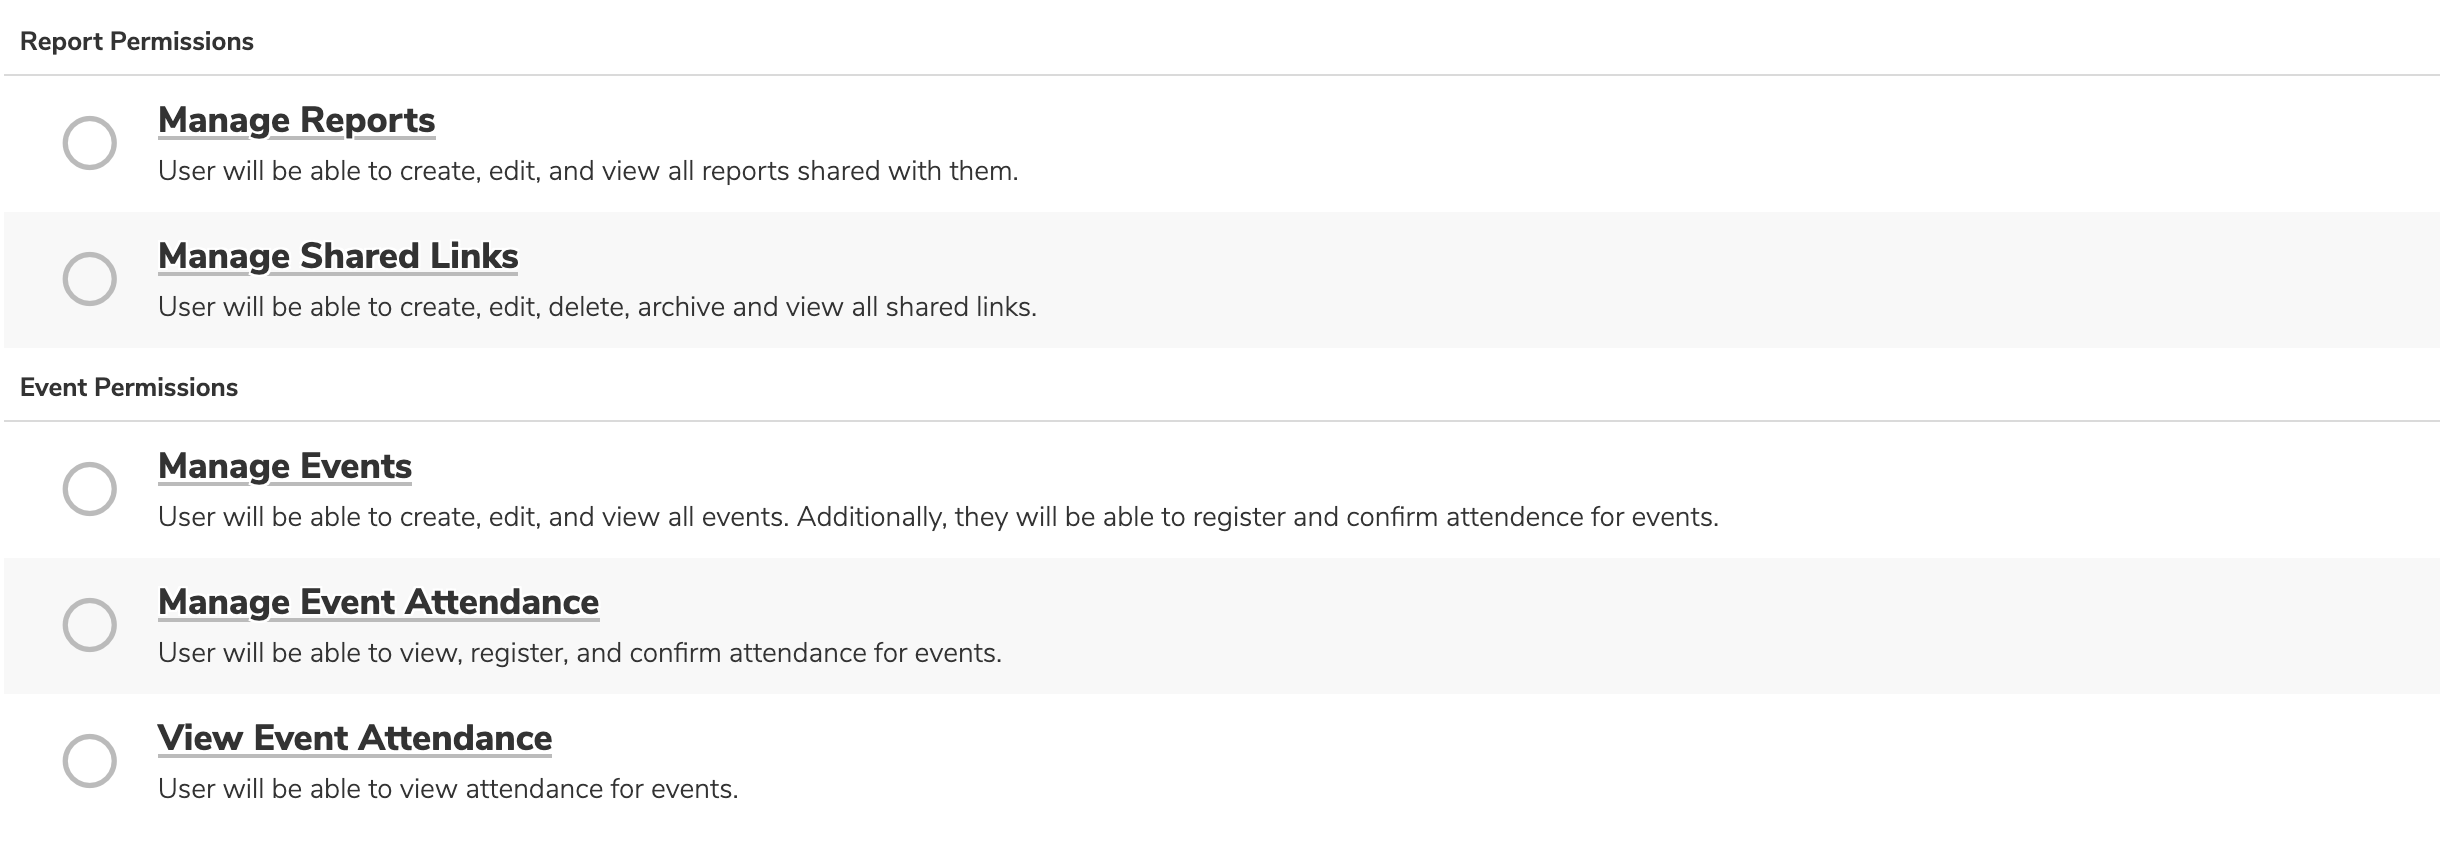 Report Permissions
Manage Reports
User will be able to create, edit, and view all reports shared with them.
Manage Shared Links
User will be able to create, edit, delete, archive and view all shared links.
Event Permissions
Manage Events
User will be able to create, edit, and view all events. Additionally, they will be able to register and confirm attendence for events.
Manage Event Attendance
User will be able to view, register, and confirm attendance for events.
View Event Attendance
User will be able to view attendance for events.